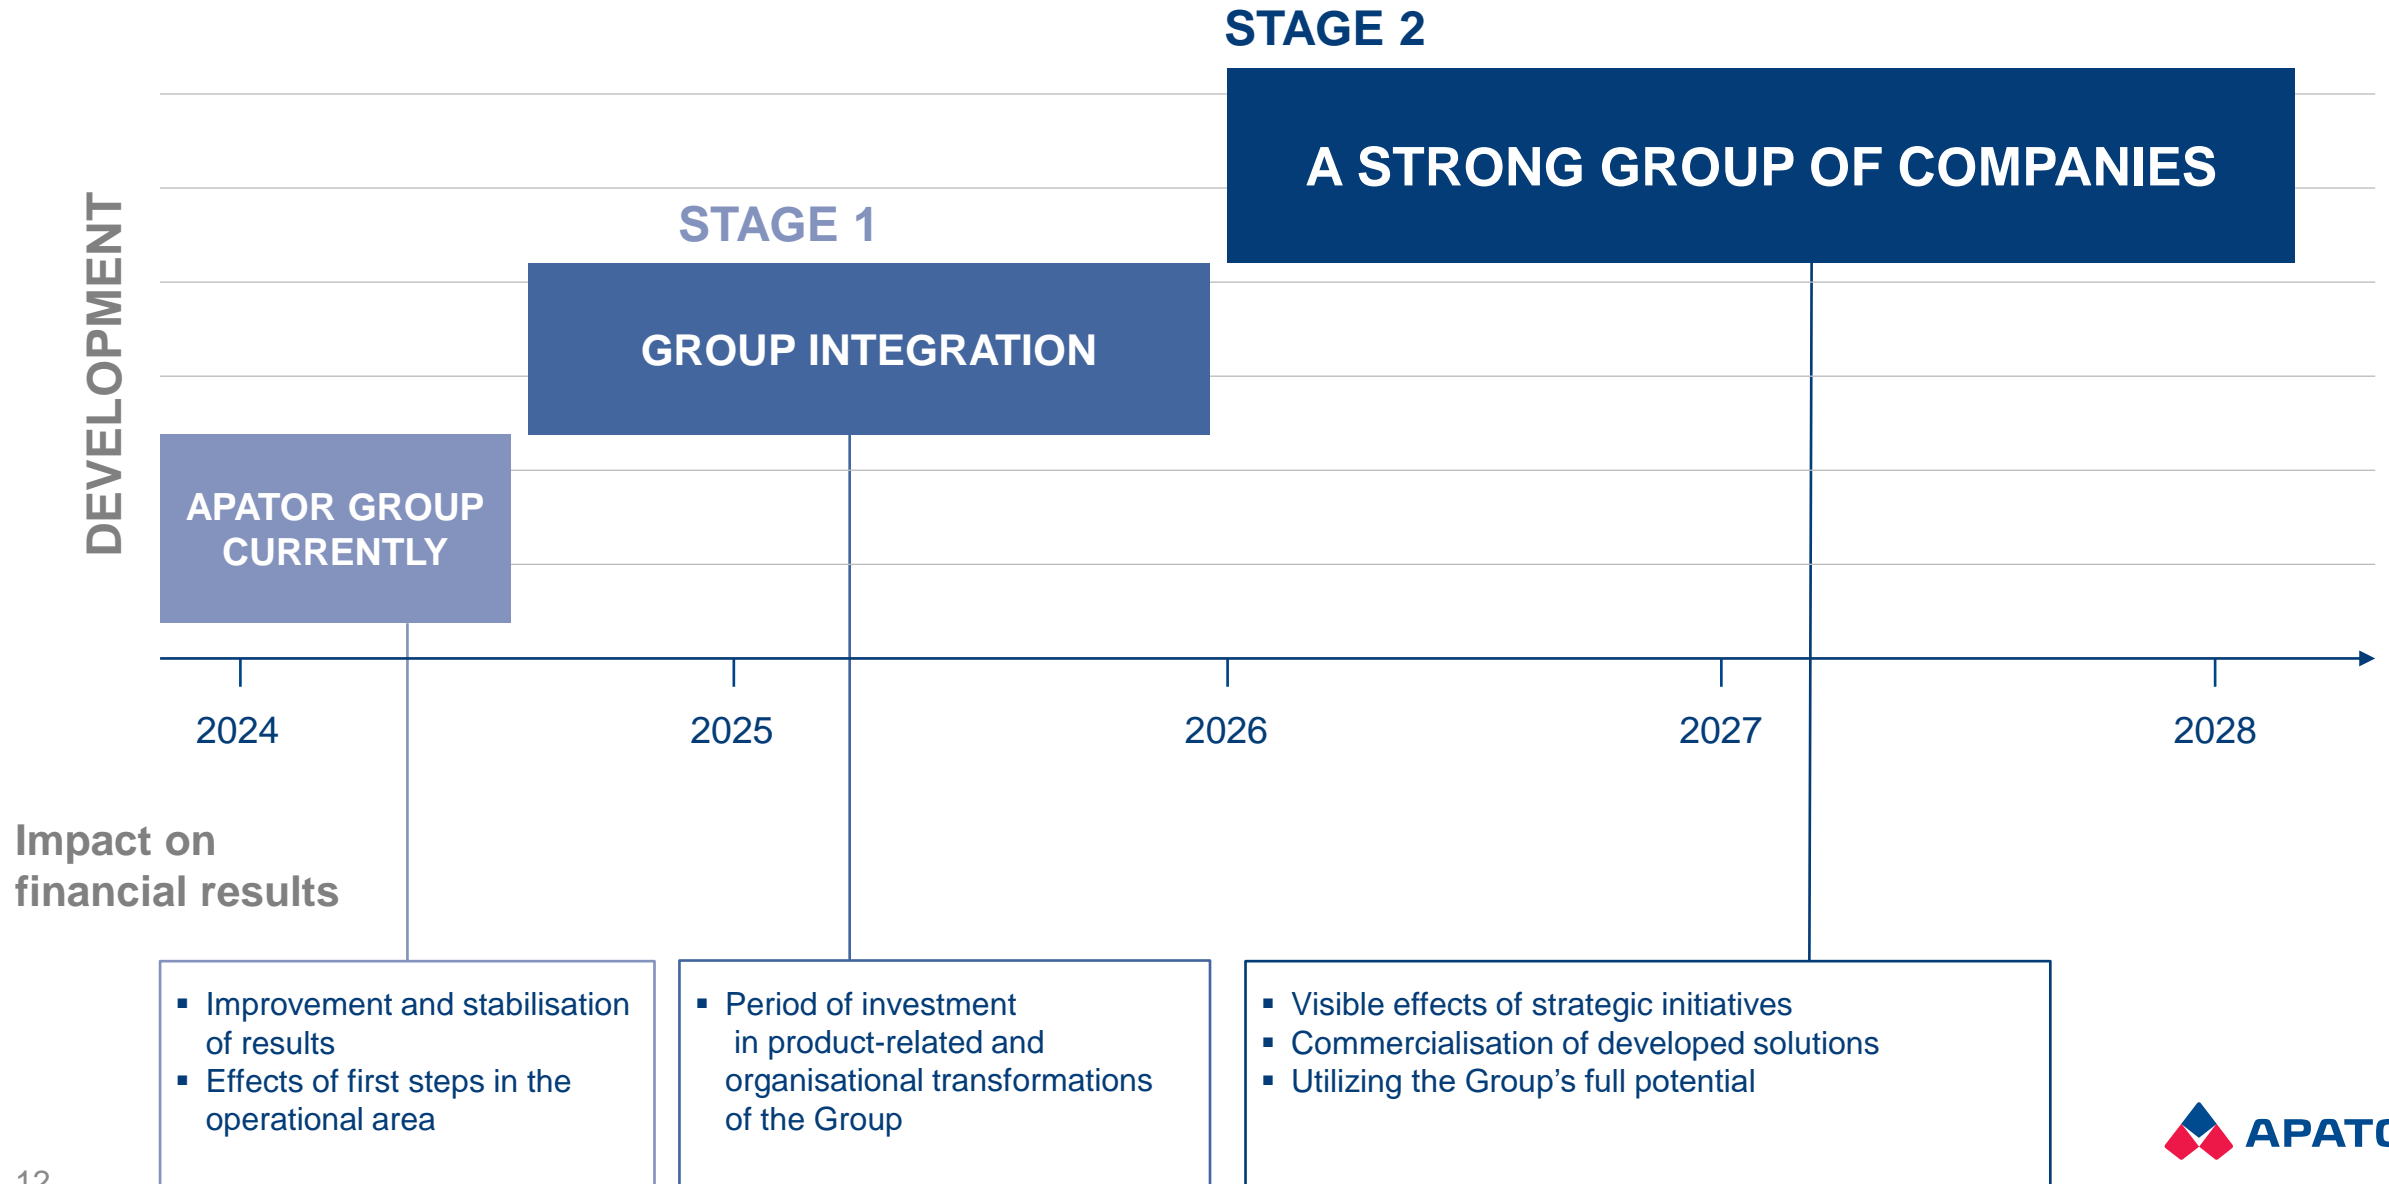 STAGE 2
A STRONG GROUP OF COMPANIES
STAGE 1
GROUP INTEGRATION
DEVELOPMENT
APATOR GROUP
CURRENTLY
2024
2025
2026
2027
2028
Impact on
financial results
▪ Improvement and stabilisation
of results
▪ Effects of first steps in the
operational area
▪ Period of investment
in product-related and
organisational transformations
of the Group
▪ Visible effects of strategic initiatives
▪ Commercialisation of developed solutions
▪ Utilizing the Group’s full potential
12